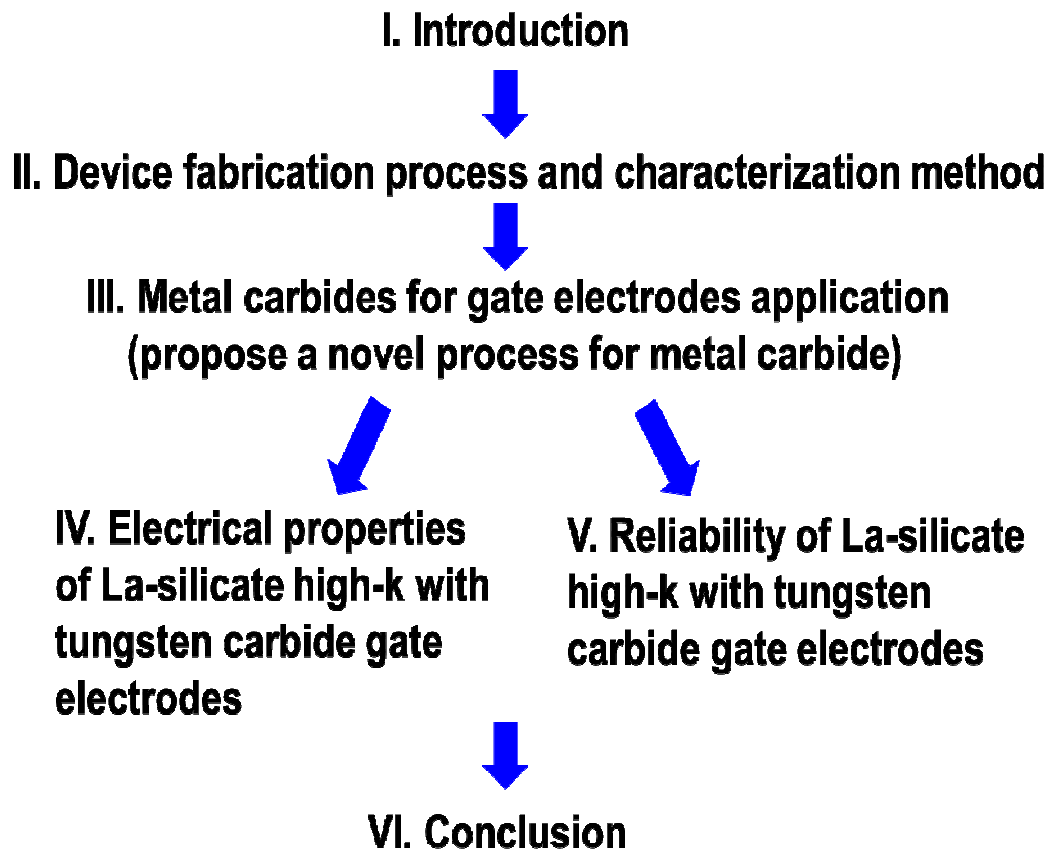 I. Introduction
II. Device fabrication process and characterization method
III. Metal carbides for gate electrodes application
(propose a novel process for metal carbide)
IV. Electrical properties
of La-silicate high-k with
tungsten carbide gate
electrodes
V. Reliability of La-silicate
high-k with tungsten
carbide gate electrodes
VI. Conclusion